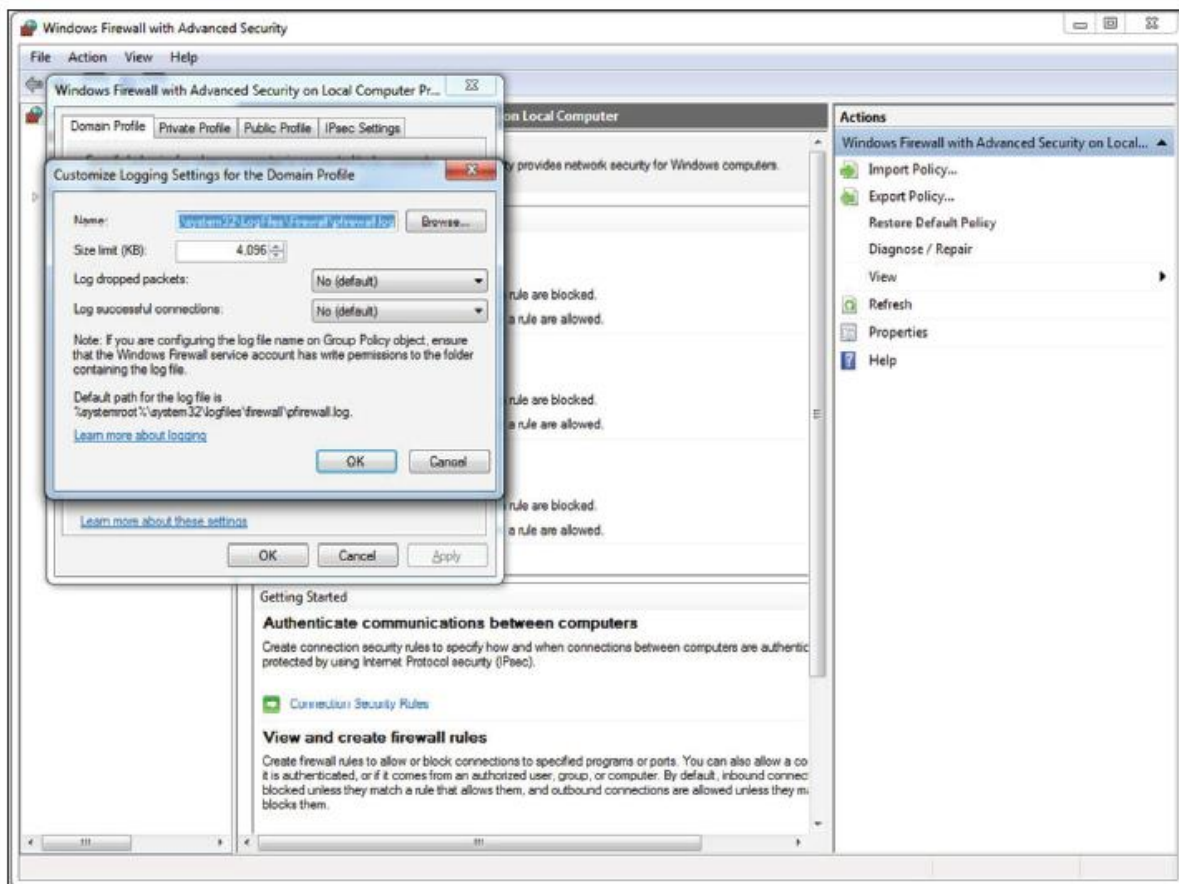 Windows Firewall with Advanced Security
File Action View Help
Windows Firewall with Advanced Security on Local Computer Pr...
Domain Profile Private Profile Public Profile IPsec Settings
Customize Logging Settings for the Domain Profile
Name: \system32\LogFiles\Firewall\pfirewall.log Browse...
Size limit (KB): 4,096
Log dropped packets: No (default)
Log successful connections: No (default)
Note: If you are configuring the log file name on Group Policy object, ensure
that the Windows Firewall service account has write permissions to the folder
containing the log file.
Default path for the log file is
%systemroot%\system32\logfiles\firewall\pfirewall.log.
Learn more about logging
OK Cancel
Learn more about these settings
OK Cancel Apply
on Local Computer
ty provides network security for Windows computers.
rule are blocked.
a rule are allowed.
rule are blocked.
a rule are allowed.
rule are blocked.
a rule are allowed.
Getting Started
Authenticate communications between computers
Create connection security rules to specify how and when connections between computers are authentic
protected by using Internet Protocol security (IPsec).
Connection Security Rules
View and create firewall rules
Create firewall rules to allow or block connections to specified programs or ports. You can also allow a co
it is authenticated, or if it comes from an authorized user, group, or computer. By default, inbound connec
blocked unless they match a rule that allows them, and outbound connections are allowed unless they m
blocks them.
Actions
Windows Firewall with Advanced Security on Local...
Import Policy...
Export Policy...
Restore Default Policy
Diagnose / Repair
View
Refresh
Properties
Help